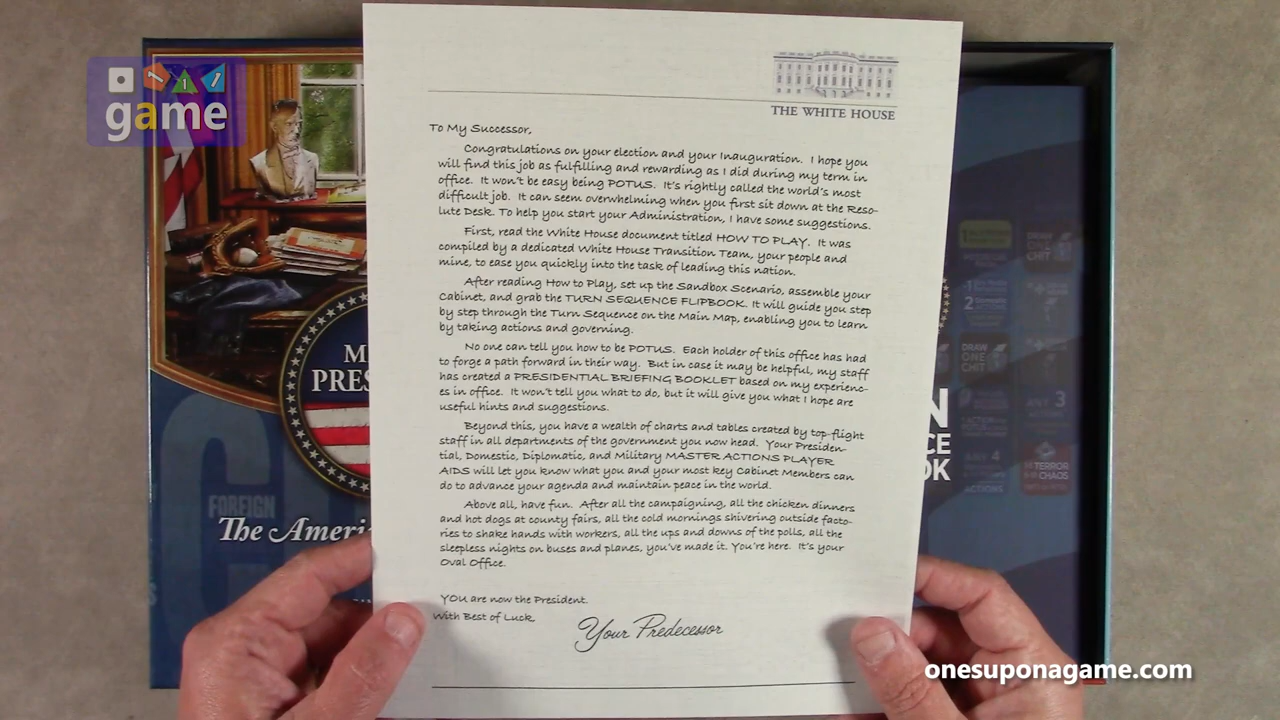 game
THE WHITE HOUSE
To My Successor,
Congratulations on your election and your Inauguration. I hope you
will find this job as fulfilling and rewarding as I did during my term in
office. It won't be easy being POTUS. It's rightly called the world's most
difficult job. It can seem overwhelming when you first sit down at the Reso-
lute Desk. To help you start your Administration, I have some suggestions.
First, read the White House document titled HOW TO PLAY. It was
compiled by a dedicated White House Transition Team, your people and
mine, to ease you quickly into the task of leading this nation.
After reading How to Play, set up the Sandbox Scenario, assemble your
Cabinet, and grab the TURN SEQUENCE FLIPBOOK. It will guide you step
by step through the Turn Sequence on the Main Map, enabling you to learn
by taking actions and governing.
No one can tell you how to be POTUS. Each holder of this office has had
to forge a path forward in their way. But in case it may be helpful, my staff
has created a PRESIDENTIAL BRIEFING BOOKLET based on my experienc-
es in office. It won't tell you what to do, but it will give you what I hope are
useful hints and suggestions.
Beyond this, you have a wealth of charts and tables created by top-flight
staff in all departments of the government you now head. Your Presiden-
tial, Domestic, Diplomatic, and Military MASTER ACTIONS PLAYER
AIDS will let you know what you and your most key Cabinet Members can
do to advance your agenda and maintain peace in the world.
Above all, have fun. After all the campaigning, all the chicken dinners
and hot dogs at county fairs, all the cold mornings shivering outside facto-
ries to shake hands with workers, all the ups and downs of the polls, all the
sleepless nights on buses and planes, you've made it. You're here. It's your
Oval Office.
YOU are now the President.
With Best of Luck,
Your Predecessor
M
PRES
FOREIGN
The Ameri
DRAW
ONE
CHIT
2
DRAW
ONE
CHIT
ANY 3
ANY 4
ACTIONS
TERROR
CHAOS
N
CE
OK
onesuponagame.com